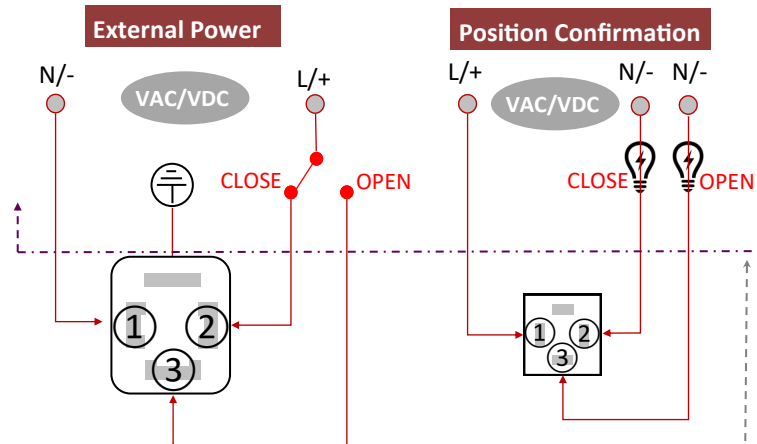 External Power
Position Confirmation
N/-
VAC/VDC
L/+
L/+
VAC/VDC
N/-
N/-
CLOSE
OPEN
CLOSE
OPEN
1
2
3
1
2
3